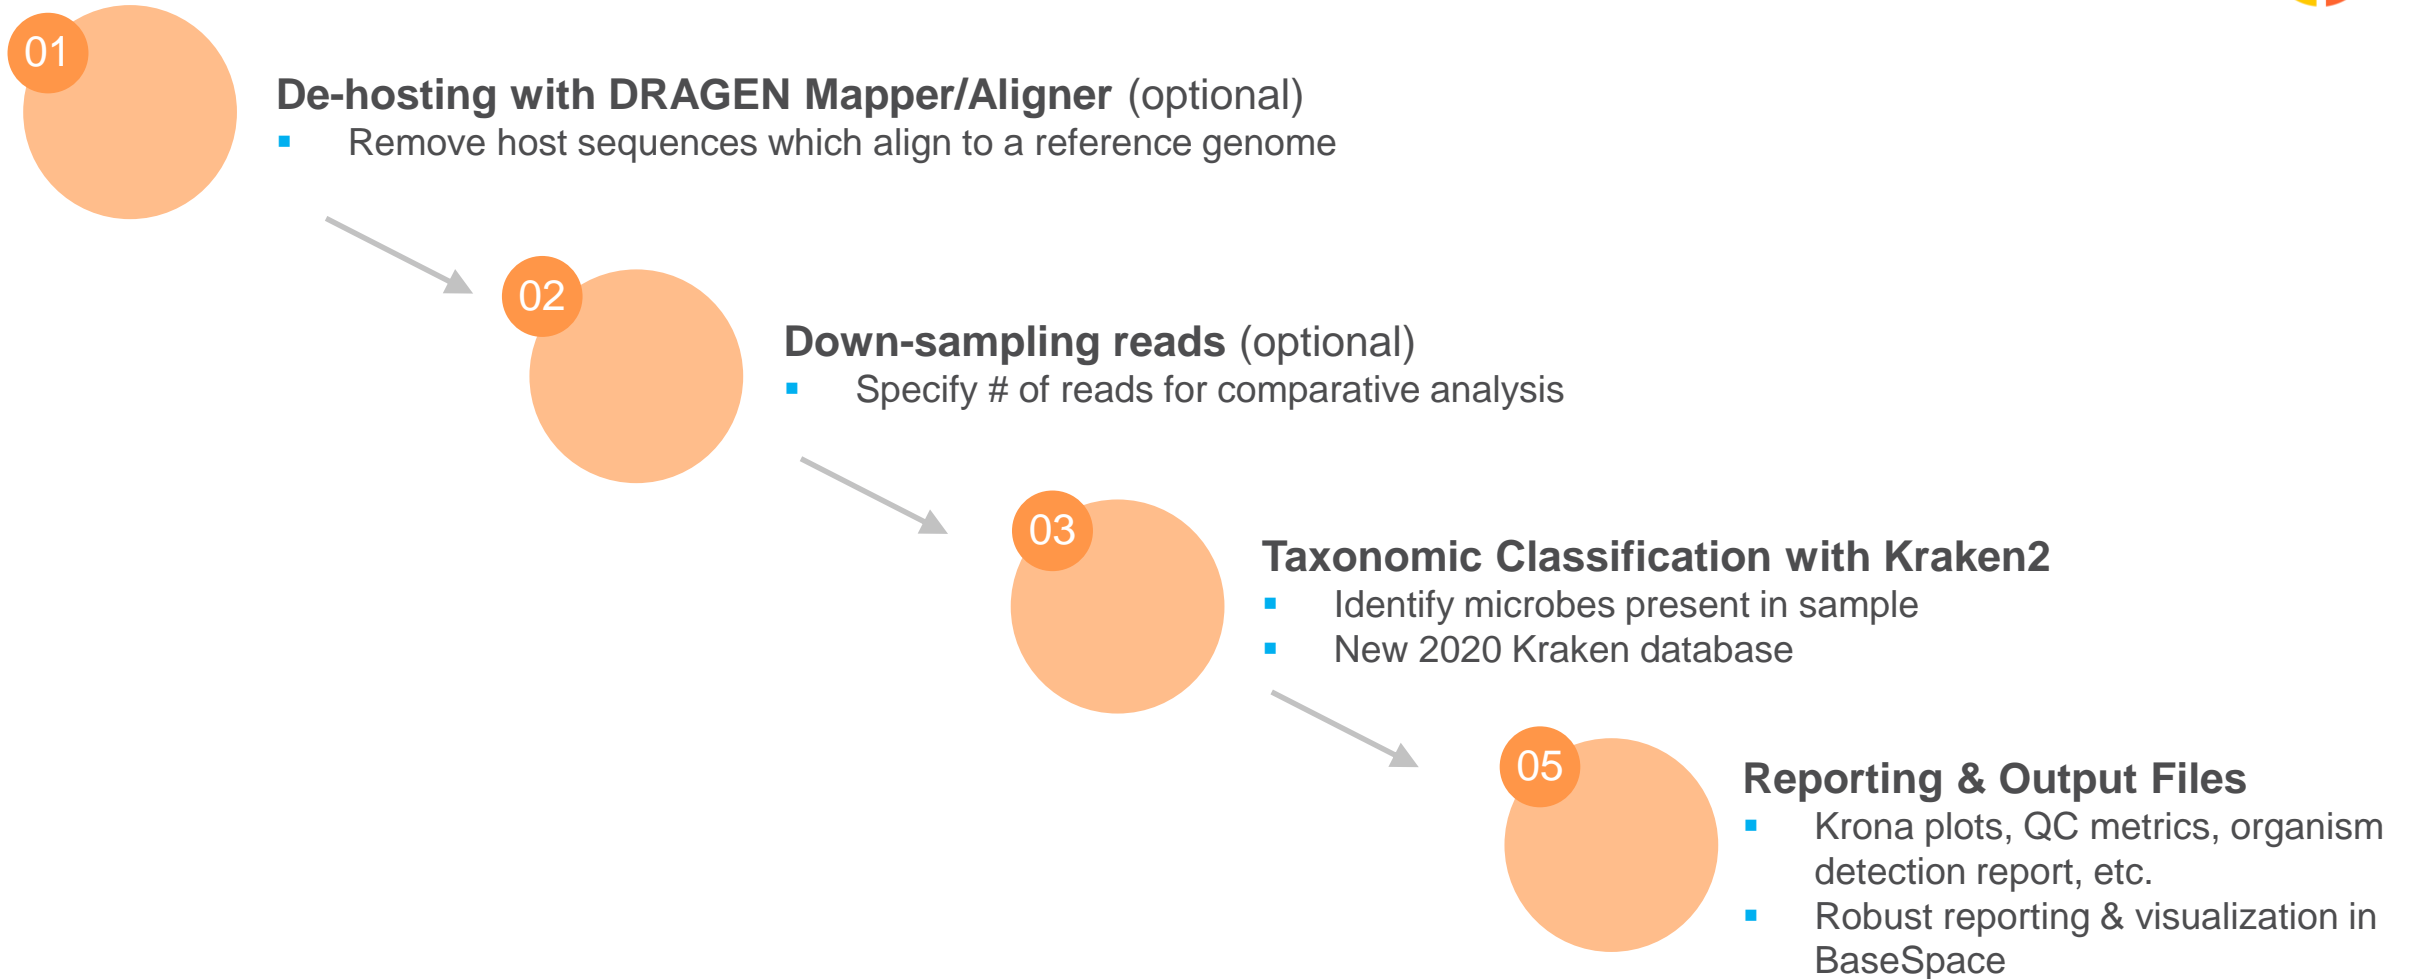 01
De-hosting with DRAGEN Mapper/Aligner (optional)
▪ Remove host sequences which align to a reference genome
02
Down-sampling reads (optional)
▪ Specify # of reads for comparative analysis
03
Taxonomic Classification with Kraken2
▪ Identify microbes present in sample
▪ New 2020 Kraken database
05
Reporting & Output Files
▪ Krona plots, QC metrics, organism
detection report, etc.
▪ Robust reporting & visualization in
BaseSpace